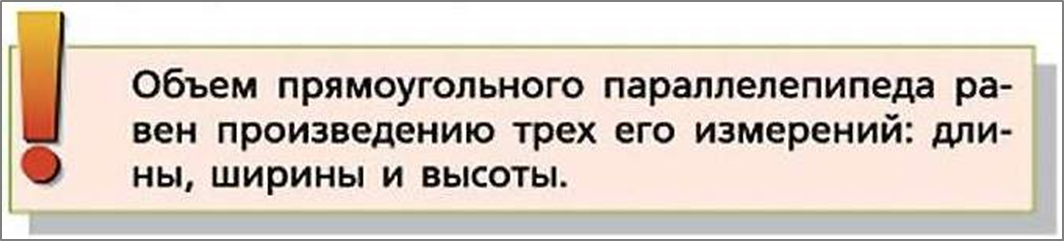 Объем прямоугольного параллелепипеда ра-
вен произведению трех его измерений: дли-
ны, ширины и высоты.